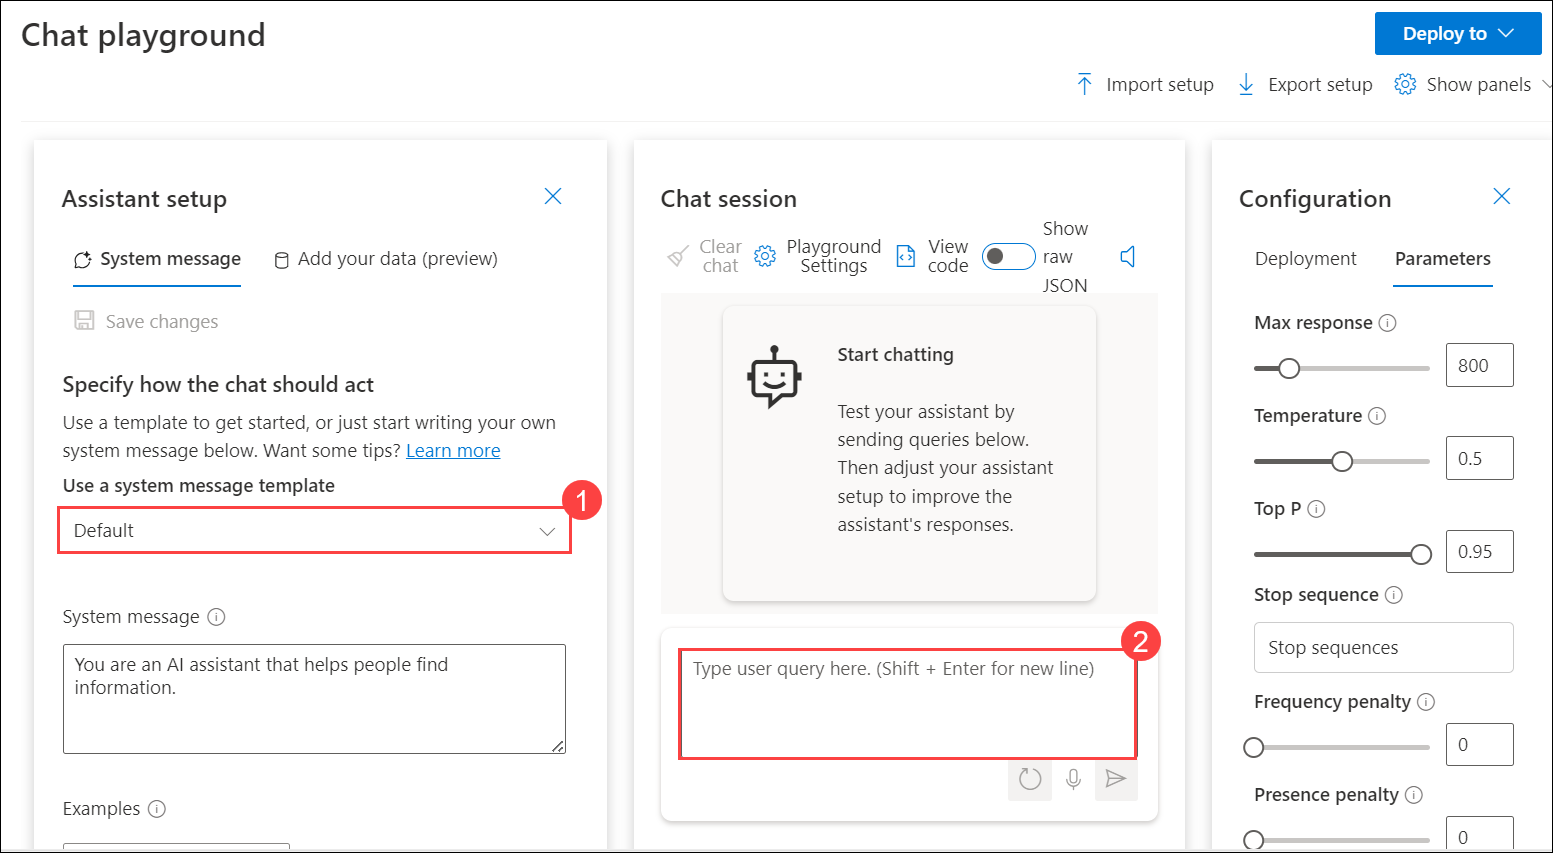 Chat playground
Deploy to
Import setup
Export setup
Show panels
Assistant setup
System message
Add your data (preview)
Save changes
Specify how the chat should act
Use a template to get started, or just start writing your own
system message below. Want some tips? Learn more
Use a system message template
1
Default
System message
You are an AI assistant that helps people find
information.
Examples
Chat session
Clear
chat
Playground
Settings
View
code
Show
raw
JSON
Start chatting
Test your assistant by
sending queries below.
Then adjust your assistant
setup to improve the
assistant's responses.
2
Type user query here. (Shift + Enter for new line)
Configuration
Deployment
Parameters
Max response
800
Temperature
0.5
Top P
0.95
Stop sequence
Stop sequences
Frequency penalty
0
Presence penalty
0